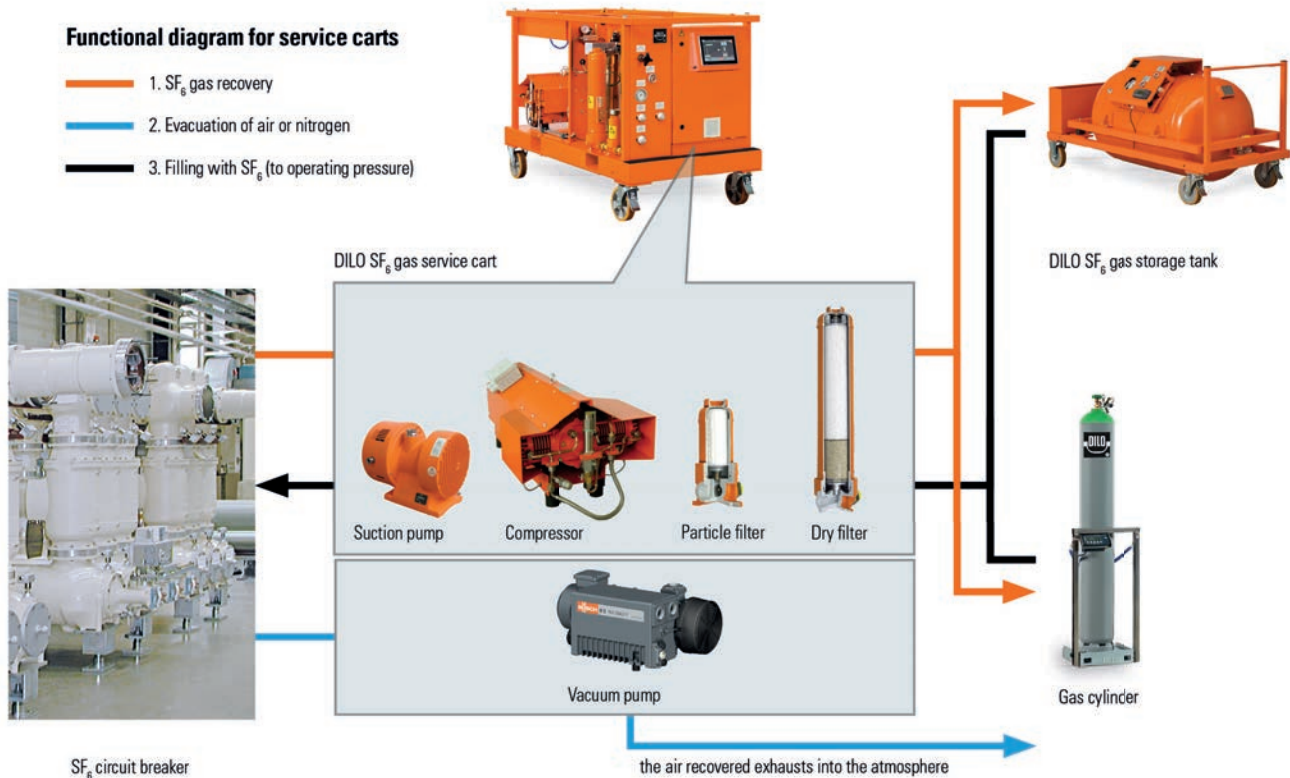 Functional diagram for service carts
1. SF₆ gas recovery
2. Evacuation of air or nitrogen
3. Filling with SF₆ (to operating pressure)
DILO SF₆ gas service cart
DILO SF₆ gas storage tank
DILO
Suction pump
Compressor
Particle filter
Dry filter
Vacuum pump
Gas cylinder
SF₆ circuit breaker
the air recovered exhausts into the atmosphere